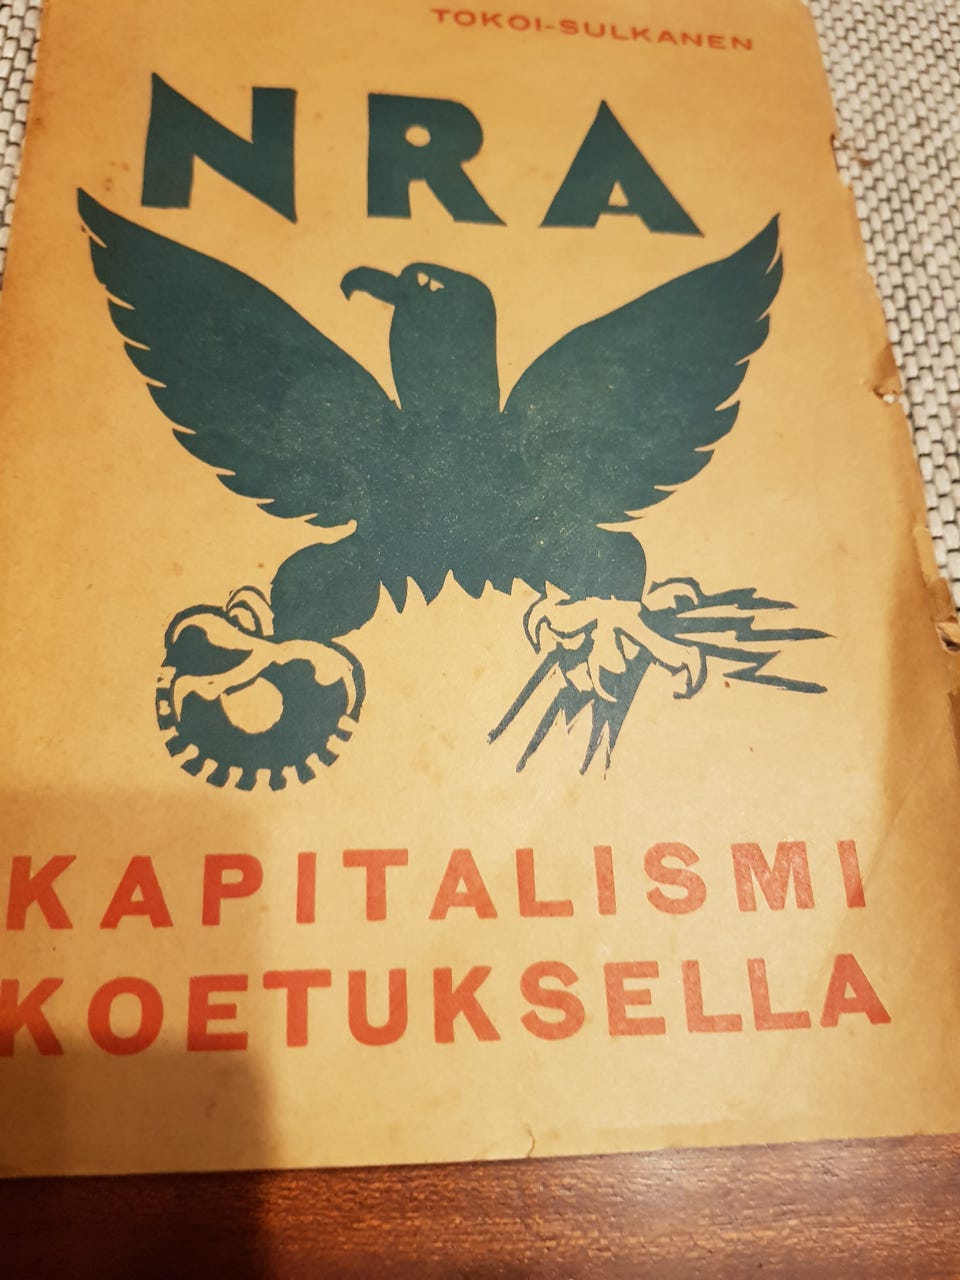 TOKOI-SULKANEN
NRA
KAPITALISMI
KOETUKSELLA